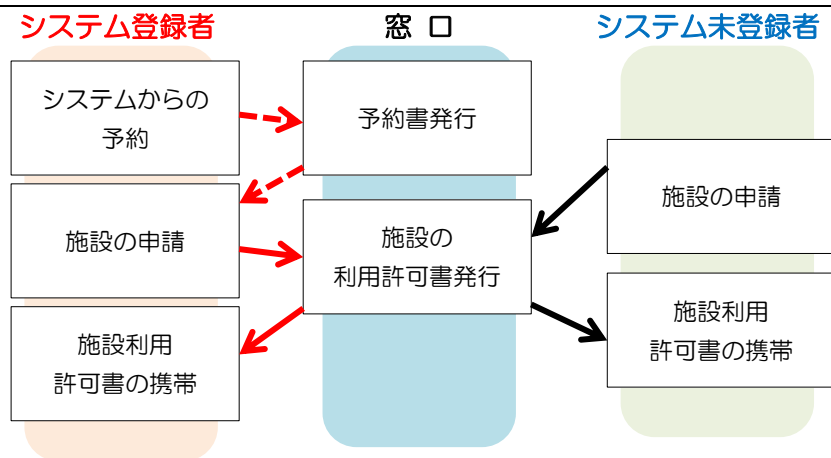 システム登録者
窓 口
システム未登録者
システムからの
予約
予約書発行
施設の申請
施設の申請
施設の
利用許可書発行
施設利用
許可書の携帯
施設利用
許可書の携帯